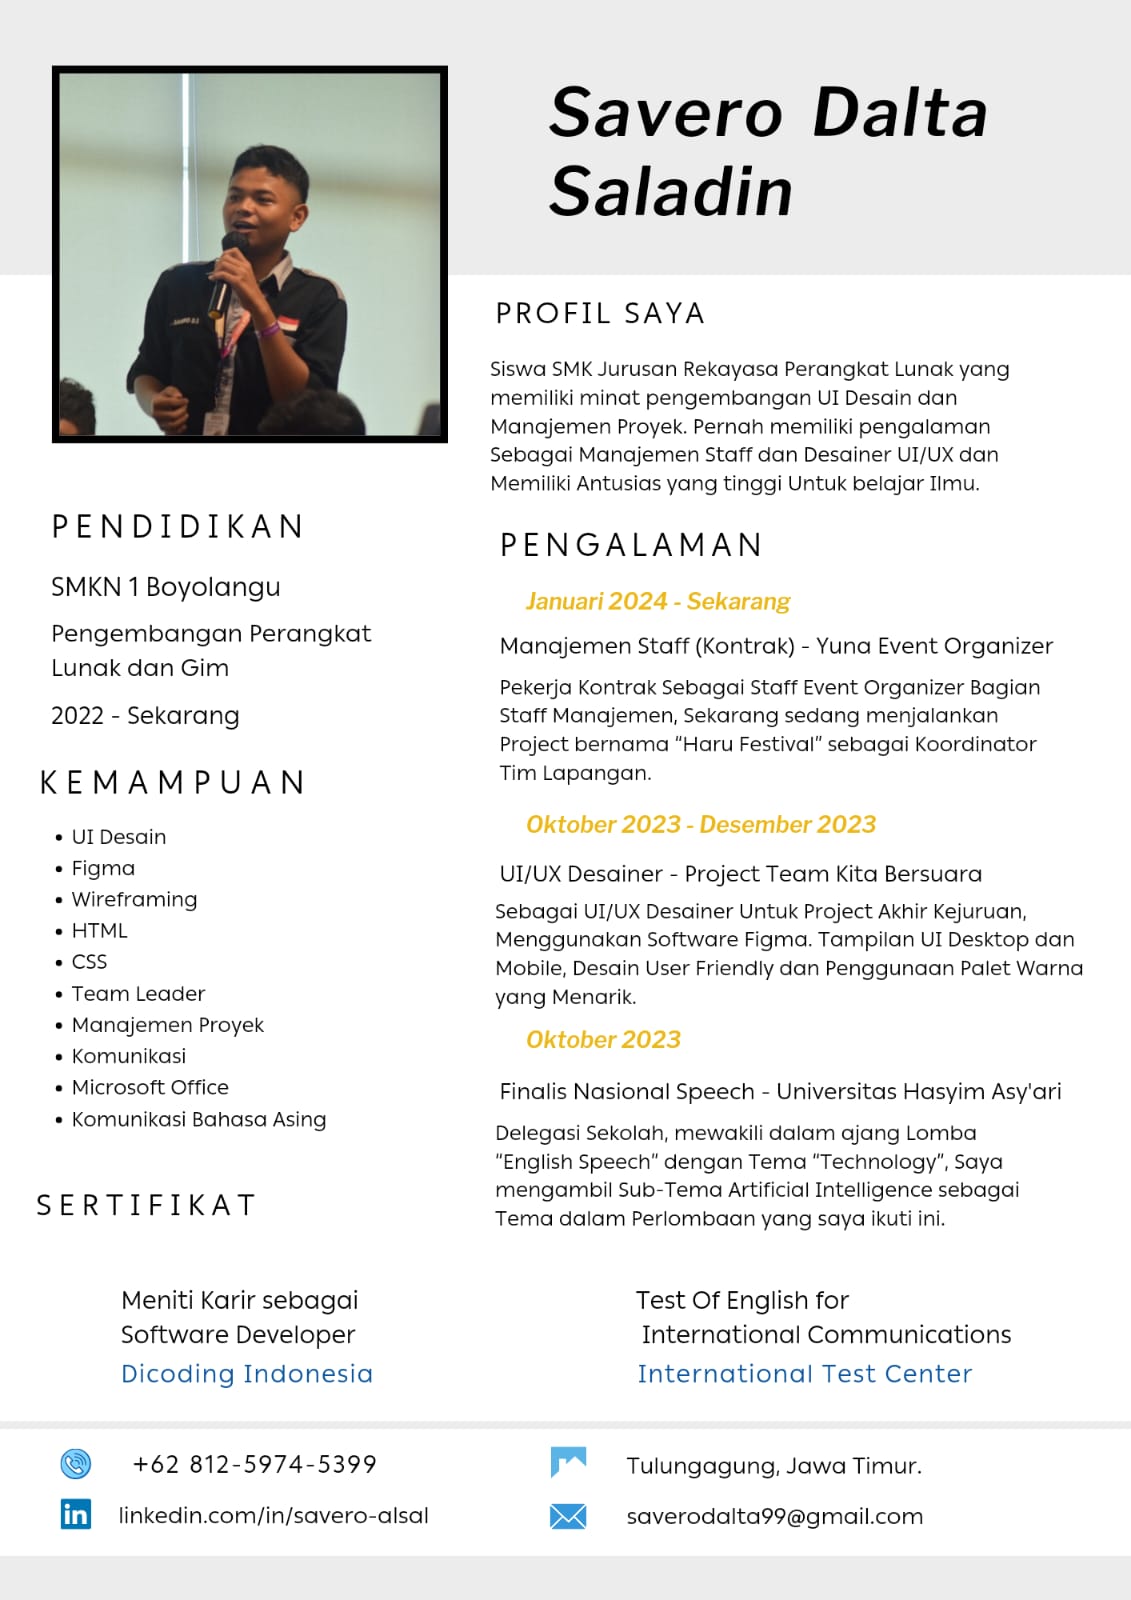 Savero Dalta
Saladin
PROFIL SAYA
Siswa SMK Jurusan Rekayasa Perangkat Lunak yang
memiliki minat pengembangan UI Desain dan
Manajemen Proyek. Pernah memiliki pengalaman
Sebagai Manajemen Staff dan Desainer UI/UX dan
Memiliki Antusias yang tinggi Untuk belajar Ilmu.
PENDIDIKAN
SMKN 1 Boyolangu
Pengembangan Perangkat
Lunak dan Gim
2022 - Sekarang
KEMAMPUAN
• UI Desain
• Figma
• Wireframing
• HTML
• CSS
• Team Leader
• Manajemen Proyek
• Komunikasi
• Microsoft Office
• Komunikasi Bahasa Asing
PENGALAMAN
Januari 2024 - Sekarang
Manajemen Staff (Kontrak) - Yuna Event Organizer
Pekerja Kontrak Sebagai Staff Event Organizer Bagian
Staff Manajemen, Sekarang sedang menjalankan
Project bernama “Haru Festival” sebagai Koordinator
Tim Lapangan.
Oktober 2023 - Desember 2023
UI/UX Desainer - Project Team Kita Bersuara
Sebagai UI/UX Desainer Untuk Project Akhir Kejuruan,
Menggunakan Software Figma. Tampilan UI Desktop dan
Mobile, Desain User Friendly dan Penggunaan Palet Warna
yang Menarik.
Oktober 2023
Finalis Nasional Speech - Universitas Hasyim Asy'ari
Delegasi Sekolah, mewakili dalam ajang Lomba
“English Speech” dengan Tema “Technology”, Saya
mengambil Sub-Tema Artificial Intelligence sebagai
Tema dalam Perlombaan yang saya ikuti ini.
SERTIFIKAT
Meniti Karir sebagai
Software Developer
Dicoding Indonesia
Test Of English for
International Communications
International Test Center
+62 812-5974-5399
linkedin.com/in/savero-alsal
Tulungagung, Jawa Timur.
saverodalta99@gmail.com